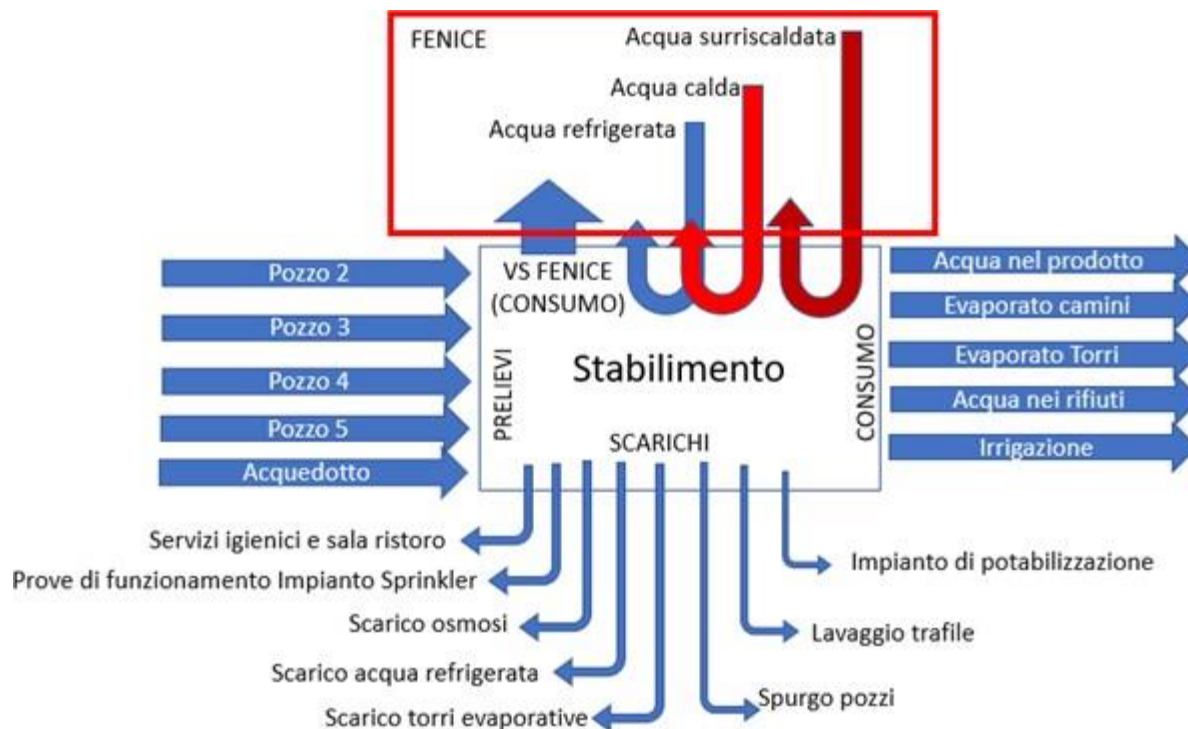 FENICE
Acqua surriscaldata
Acqua calda
Acqua refrigerata
VS FENICE
(CONSUMO)
Pozzo 2
Pozzo 3
Pozzo 4
Pozzo 5
Acquedotto
PRELIEVI
Stabilimento
SCARICHI
CONSUMO
Acqua nel prodotto
Evaporato camini
Evaporato Torri
Acqua nei rifiuti
Irrigazione
Servizi igienici e sala ristoro
Prove di funzionamento Impianto Sprinkler
Scarico osmosi
Scarico acqua refrigerata
Scarico torri evaporative
Impianto di potabilizzazione
Lavaggio trafile
Spurgo pozzi